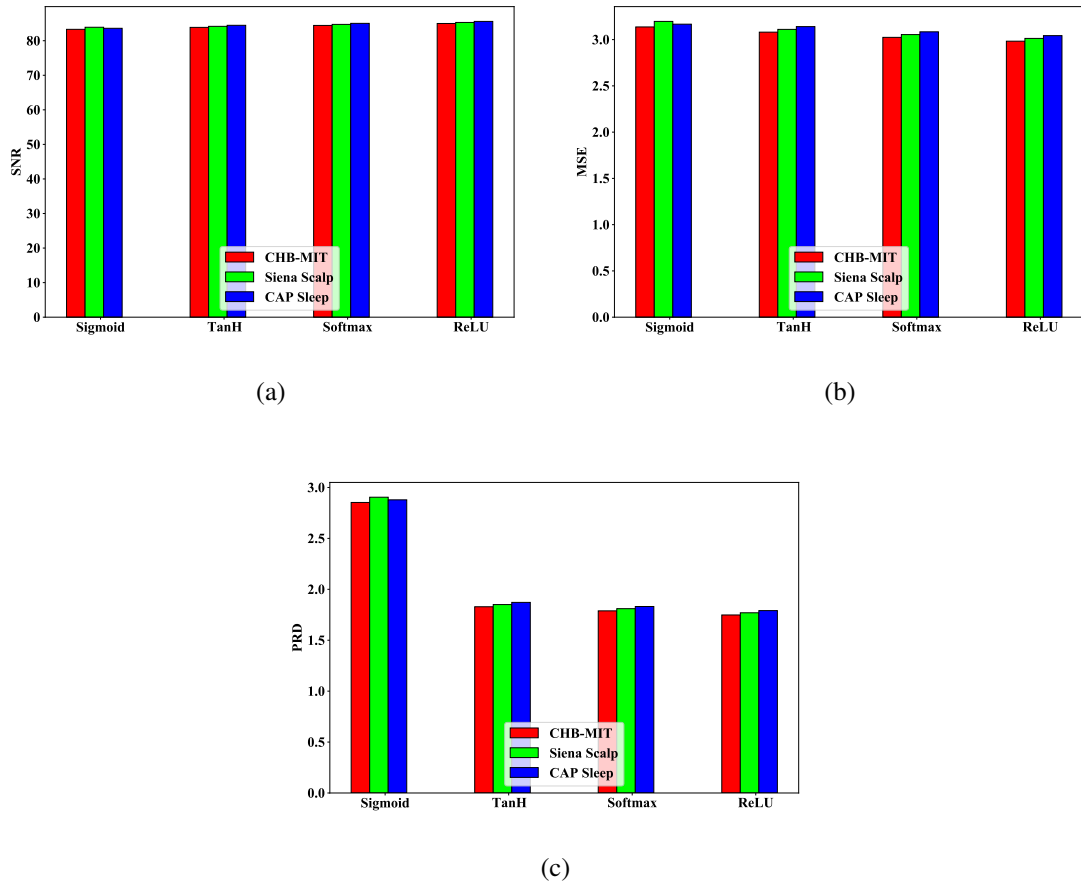 SNR
80
70
60
50
40
30
20
10
0
Sigmoid TanH Softmax ReLU
CHB-MIT
Siena Scalp
CAP Sleep
(a)
MSE
3.0
2.5
2.0
1.5
1.0
0.5
0.0
Sigmoid TanH Softmax ReLU
CHB-MIT
Siena Scalp
CAP Sleep
(b)
PRD
3.0
2.5
2.0
1.5
1.0
0.5
0.0
Sigmoid TanH Softmax ReLU
CHB-MIT
Siena Scalp
CAP Sleep
(c)